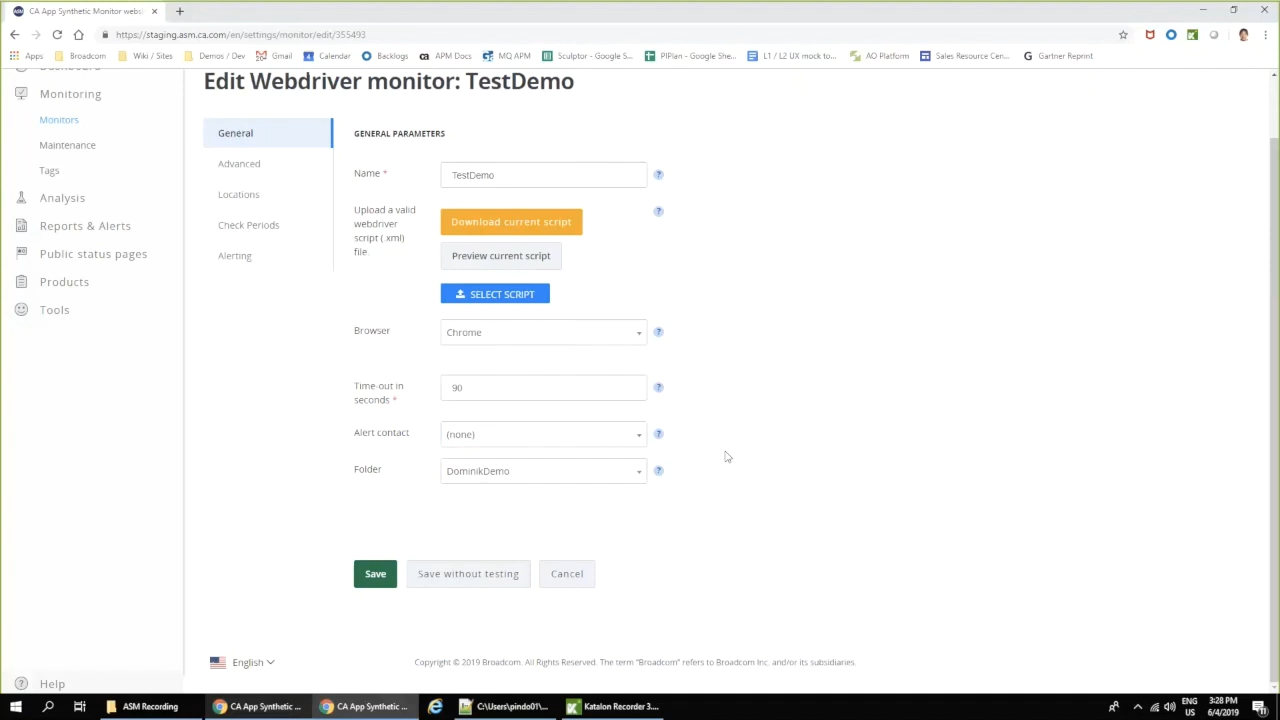 CA App Synthetic Monitor webs
https://staging.asm.ca.com/en/settings/monitor/edit/355493
Apps Broadcom Wiki / Sites Demos / Dev Gmail Calendar Backlogs APM Docs MQ APM Sculptor - Google S... PIPlan - Google She... L1 / L2 UX mock to... AO Platform Sales Resource Cen... Gartner Reprint
Dashboard
Monitoring
Monitors
Maintenance
Tags
Analysis
Reports & Alerts
Public status pages
Products
Tools
Help
Edit Webdriver monitor: TestDemo
General
Advanced
Locations
Check Periods
Alerting
GENERAL PARAMETERS
Name *
TestDemo
?
Upload a valid
webdriver
script (.xml)
file.
Download current script
?
Preview current script
SELECT SCRIPT
Browser
Chrome
?
Time-out in
seconds *
90
?
Alert contact
(none)
?
Folder
DominikDemo
?
Save Save without testing Cancel
English
Copyright © 2019 Broadcom. All Rights Reserved. The term "Broadcom" refers to Broadcom Inc. and/or its subsidiaries.
ASM Recording CA App Synthetic ... CA App Synthetic ... C:\Users\pindo01\... Katalon Recorder 3....
ENG
US
3:28 PM
6/4/2019